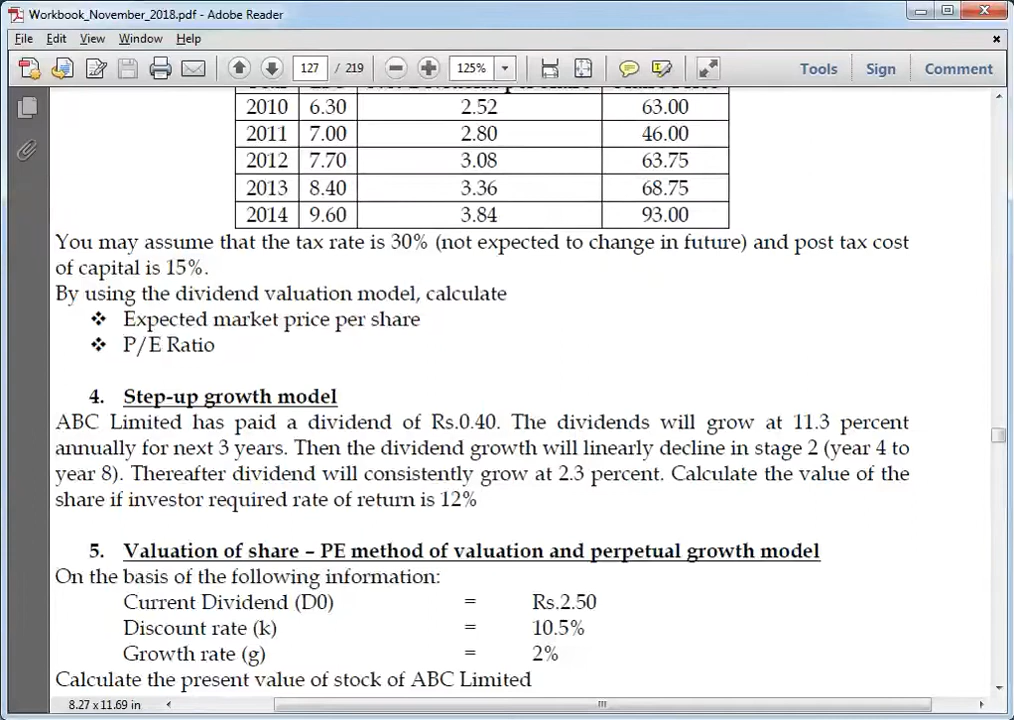 Workbook_November_2018.pdf - Adobe Reader
File Edit View Window Help
127 / 219 125% Tools Sign Comment
2010 6.30 2.52 63.00
2011 7.00 2.80 46.00
2012 7.70 3.08 63.75
2013 8.40 3.36 68.75
2014 9.60 3.84 93.00
You may assume that the tax rate is 30% (not expected to change in future) and post tax cost
of capital is 15%.
By using the dividend valuation model, calculate
❖ Expected market price per share
❖ P/E Ratio
4. Step-up growth model
ABC Limited has paid a dividend of Rs.0.40. The dividends will grow at 11.3 percent
annually for next 3 years. Then the dividend growth will linearly decline in stage 2 (year 4 to
year 8). Thereafter dividend will consistently grow at 2.3 percent. Calculate the value of the
share if investor required rate of return is 12%
5. Valuation of share – PE method of valuation and perpetual growth model
On the basis of the following information:
Current Dividend (D0) = Rs.2.50
Discount rate (k) = 10.5%
Growth rate (g) = 2%
Calculate the present value of stock of ABC Limited
8.27 x 11.69 in